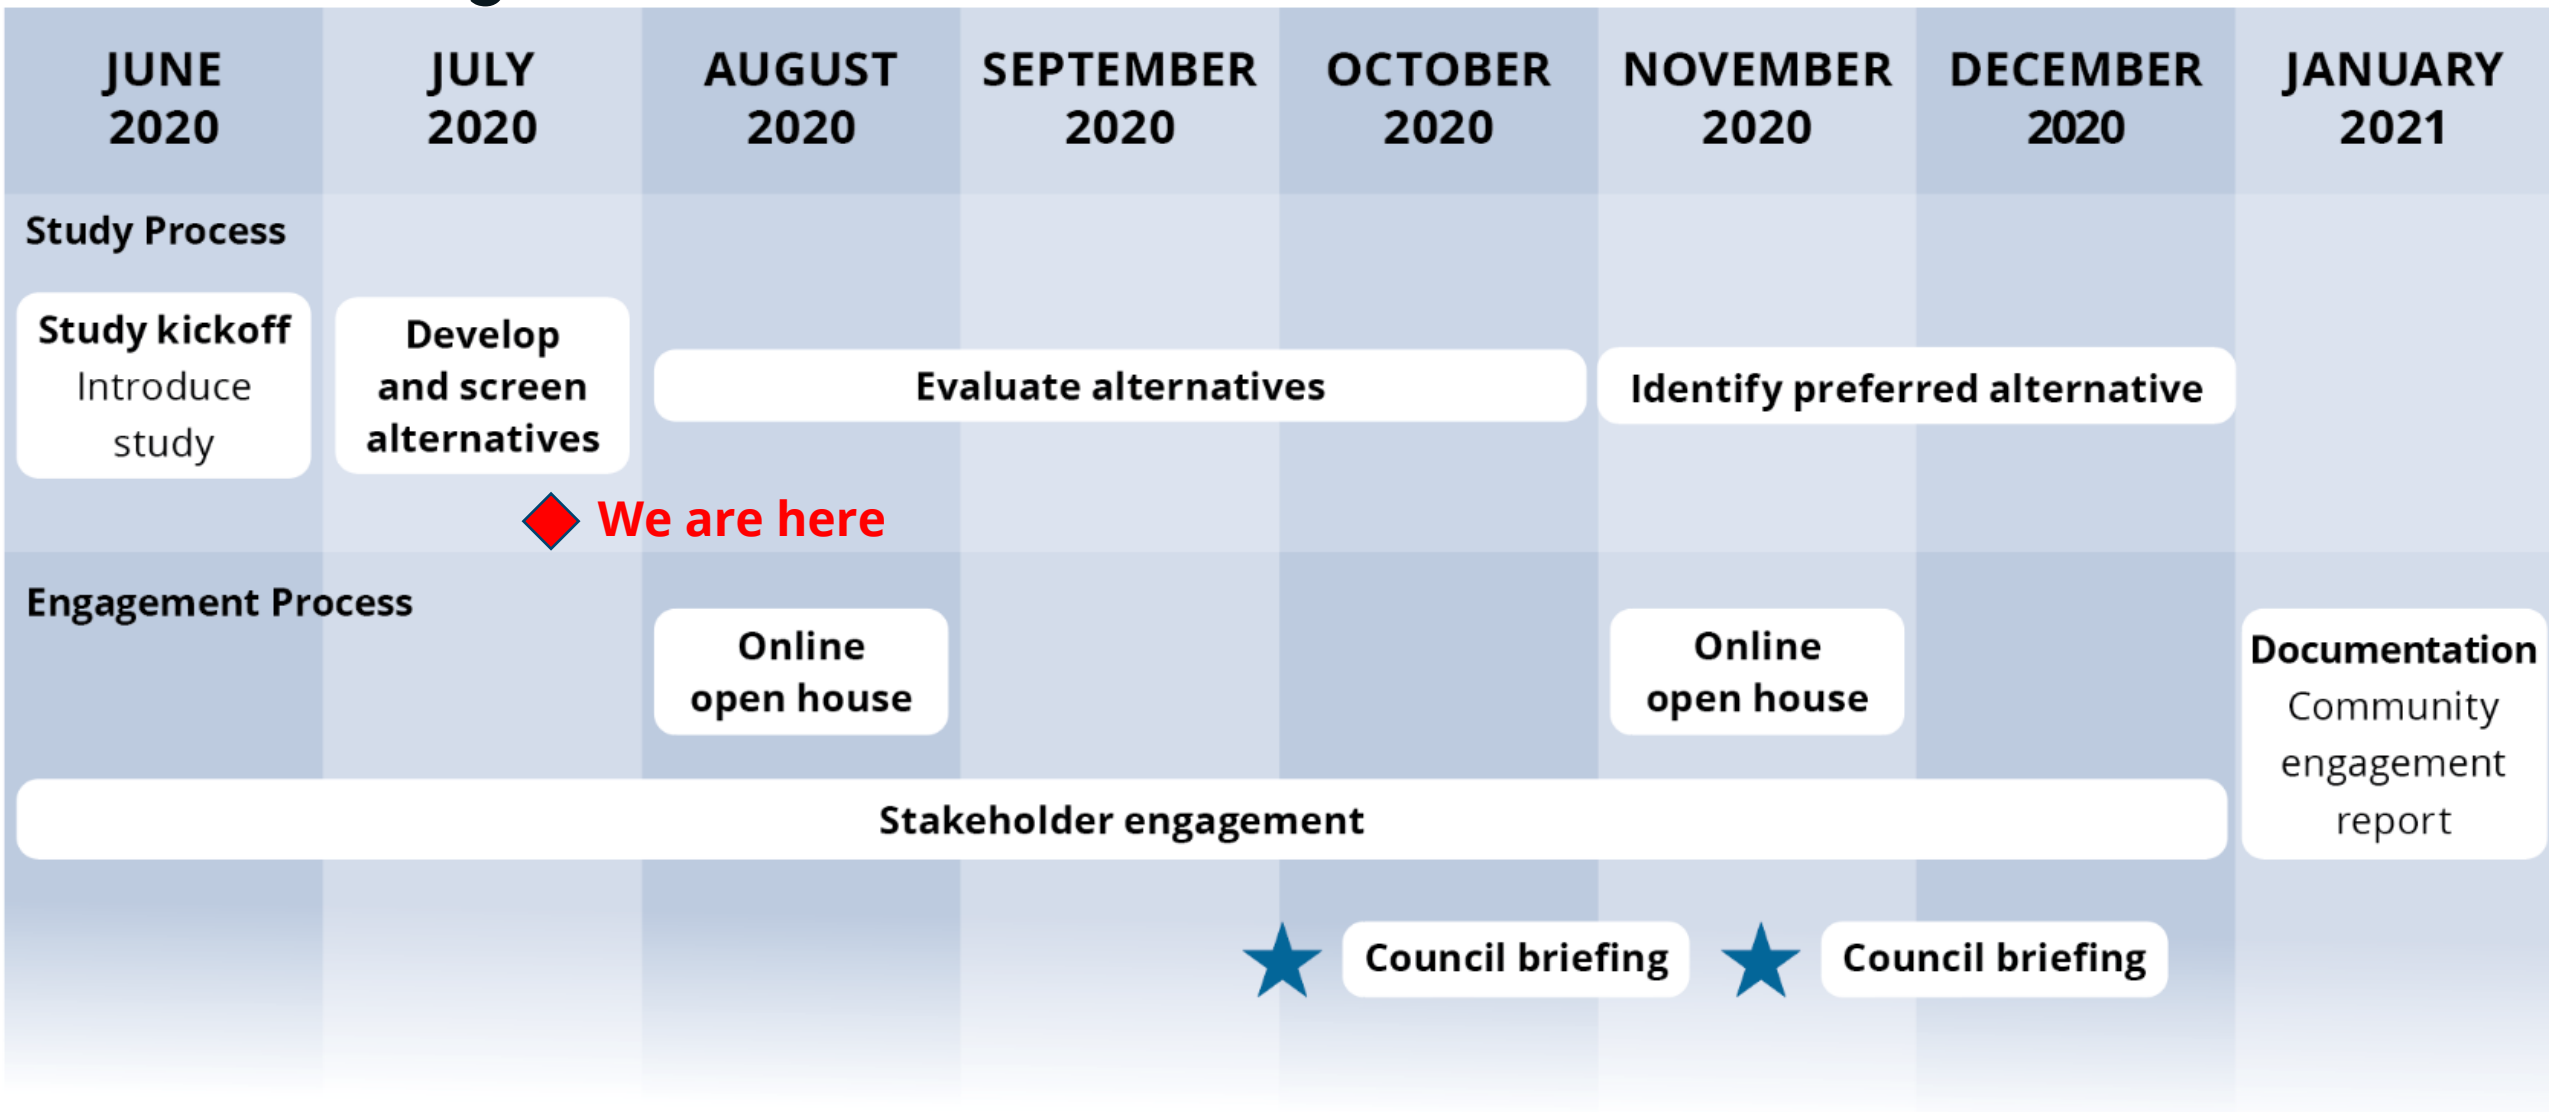 JUNE
2020
JULY
2020
AUGUST
2020
SEPTEMBER
2020
OCTOBER
2020
NOVEMBER
2020
DECEMBER
2020
JANUARY
2021
Study Process
Study kickoff
Introduce
study
Develop
and screen
alternatives
Evaluate alternatives
Identify preferred alternative
We are here
Engagement Process
Online
open house
Online
open house
Documentation
Community
engagement
report
Stakeholder engagement
Council briefing
Council briefing